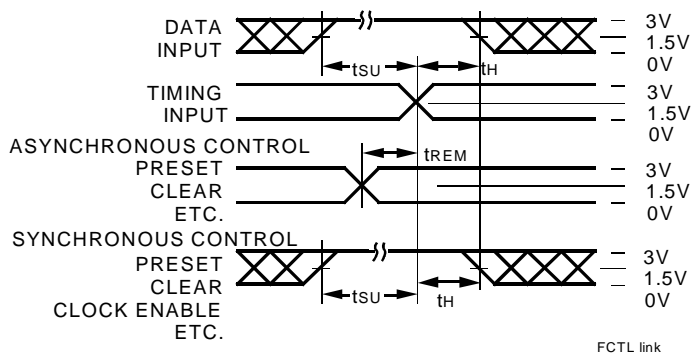 DATA
INPUT
3V
1.5V
0V
tSU
tH
TIMING
INPUT
3V
1.5V
0V
ASYNCHRONOUS CONTROL
PRESET
CLEAR
ETC.
tREM
3V
1.5V
0V
SYNCHRONOUS CONTROL
PRESET
CLEAR
CLOCK ENABLE
ETC.
tSU
tH
3V
1.5V
0V
FCTL link